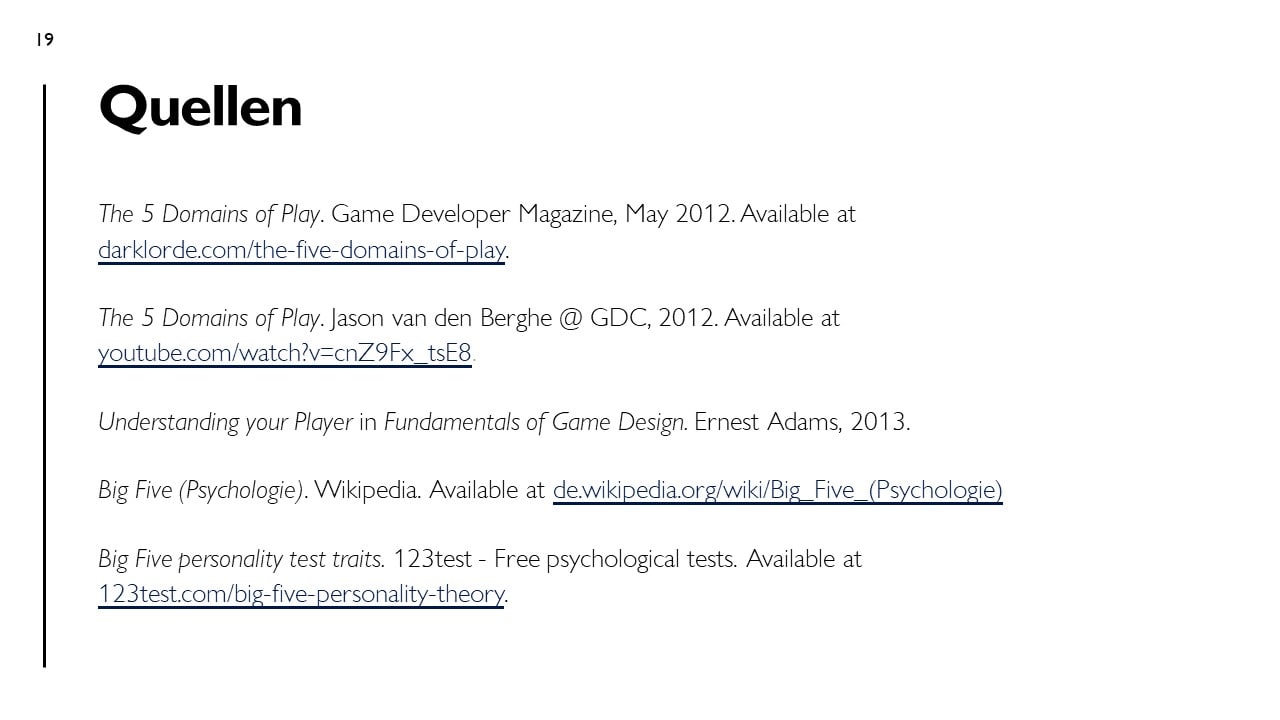 19
Quellen
The 5 Domains of Play. Game Developer Magazine, May 2012. Available at
darklorde.com/the-five-domains-of-play.
The 5 Domains of Play. Jason van den Berghe @ GDC, 2012. Available at
youtube.com/watch?v=cnZ9Fx_tsE8.
Understanding your Player in Fundamentals of Game Design. Ernest Adams, 2013.
Big Five (Psychologie). Wikipedia. Available at de.wikipedia.org/wiki/Big_Five_(Psychologie)
Big Five personality test traits. 123test - Free psychological tests. Available at
123test.com/big-five-personality-theory.